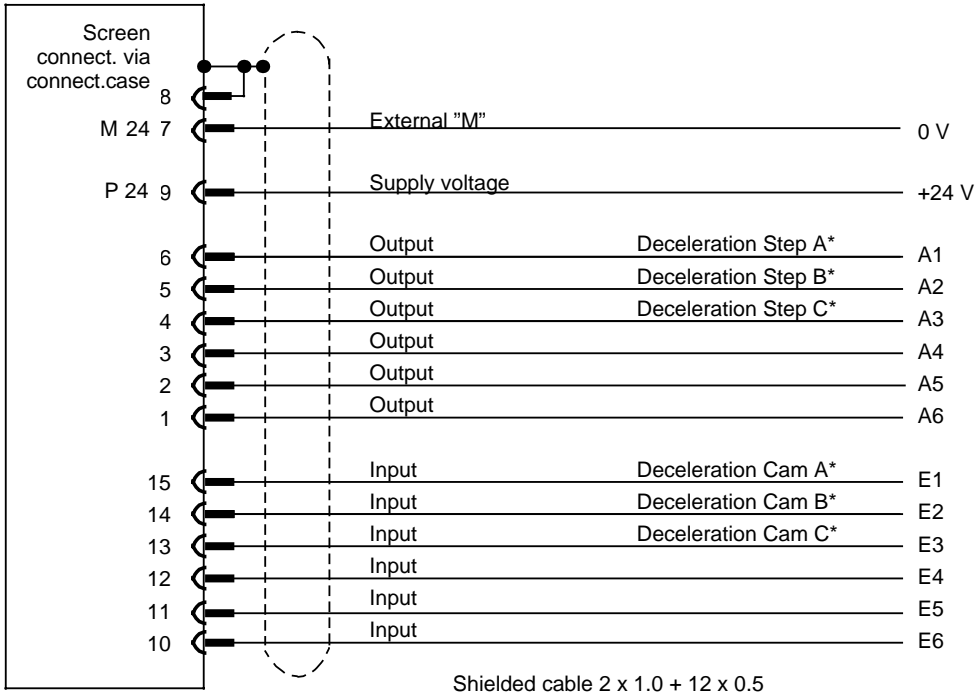 Screen
connect. via
connect.case
8
M 24 7 External "M" 0 V
P 24 9 Supply voltage +24 V
6 Output Deceleration Step A* A1
5 Output Deceleration Step B* A2
4 Output Deceleration Step C* A3
3 Output A4
2 Output A5
1 Output A6
15 Input Deceleration Cam A* E1
14 Input Deceleration Cam B* E2
13 Input Deceleration Cam C* E3
12 Input E4
11 Input E5
10 Input E6
Shielded cable 2 x 1.0 + 12 x 0.5